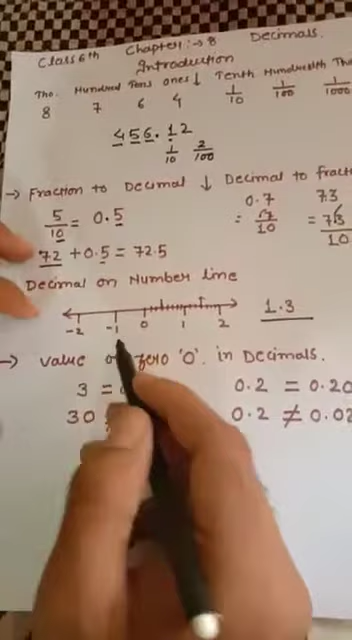 Class 6th Chapter :→ 8 Decimals.
Introduction
Tho. Hundred Tens ones ↓ Tenth Hundredth Tho
8 7 6 4 1/10 1/100 1/1000
456.12
1/10 2/100
→ Fraction to Decimal ↓ Decimal to fract
5/10 = 0.5 0.7 73
= 7/10 = 73/10
72 + 0.5 = 72.5
Decimal on Number line
-2 -1 0 1 2 1.3
→ value zero '0'. in Decimals.
3 = 0.2 = 0.20
30 0.2 ≠ 0.02